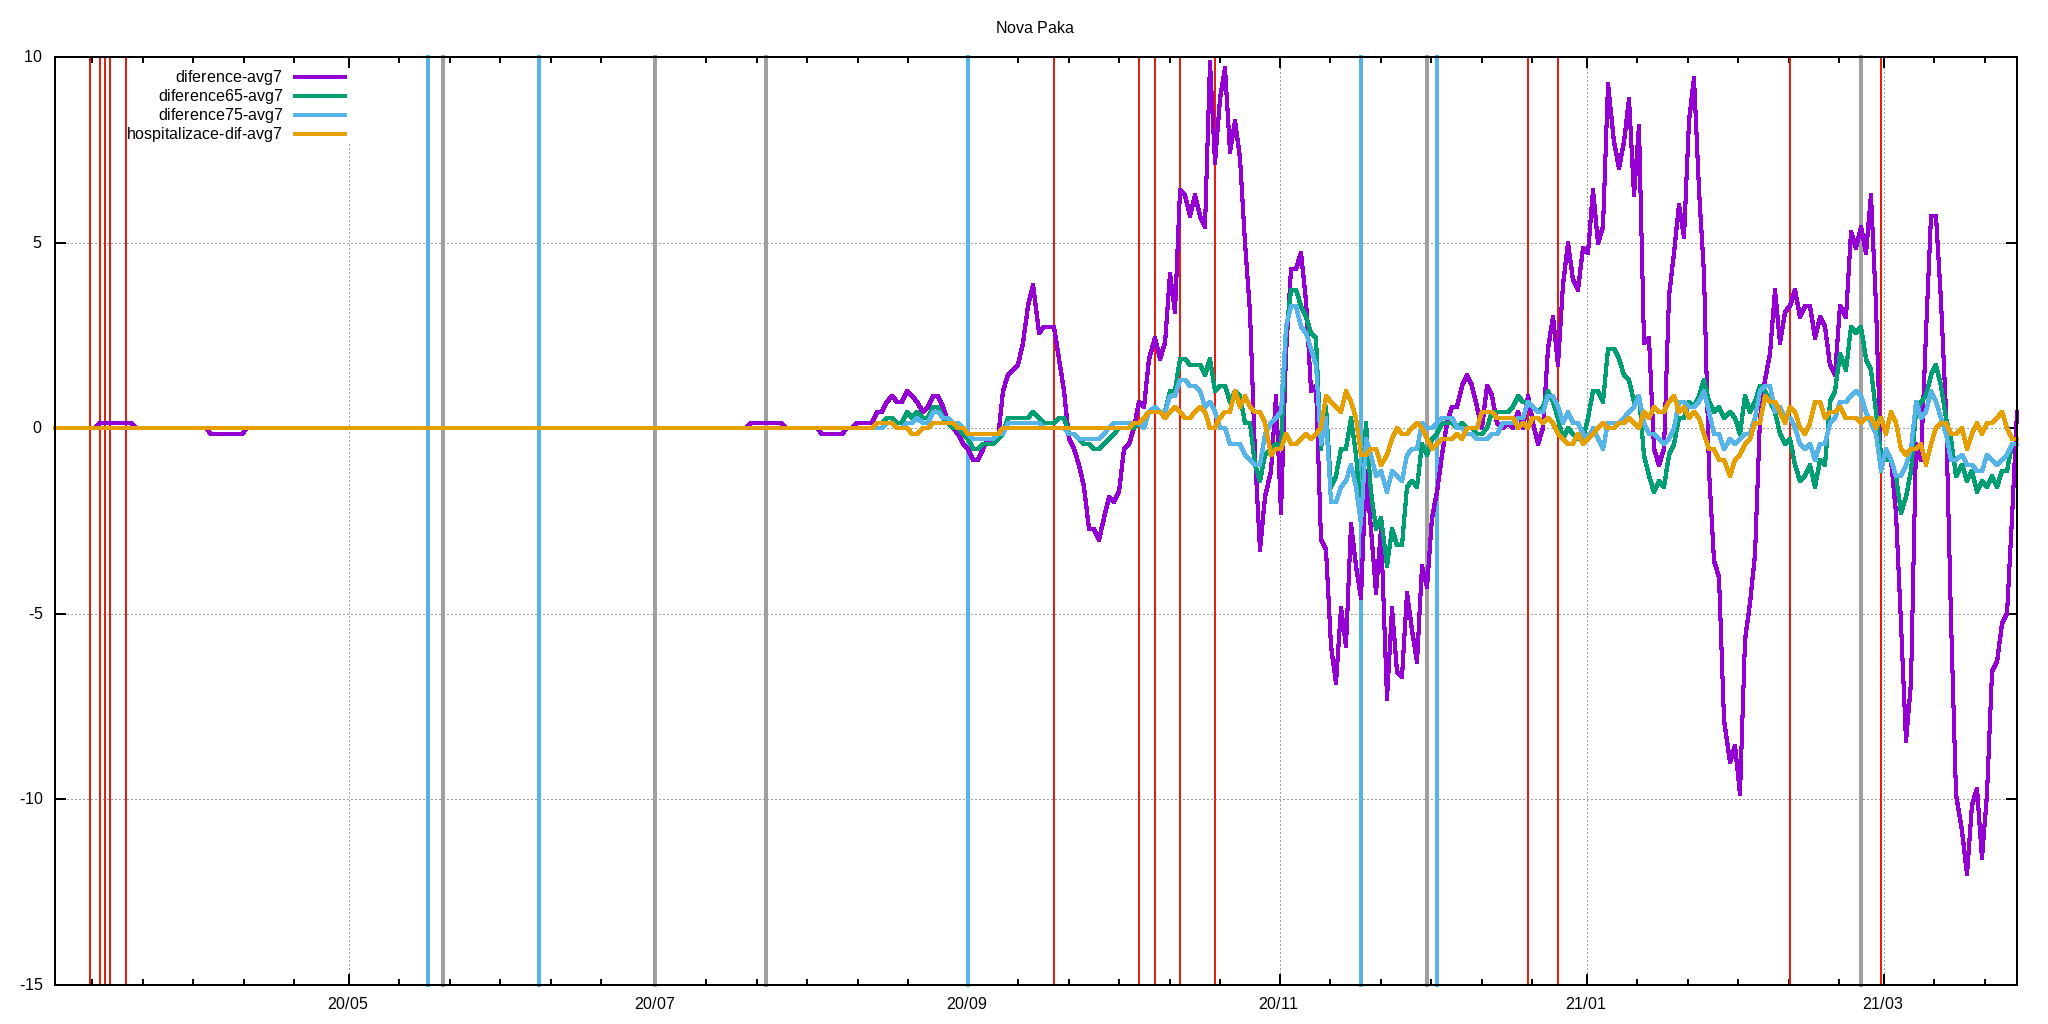 Nova Paka
10
5
0
-5
-10
-15
diference-avg7
diference65-avg7
diference75-avg7
hospitalizace-dif-avg7
20/05
20/07
20/09
20/11
21/01
21/03